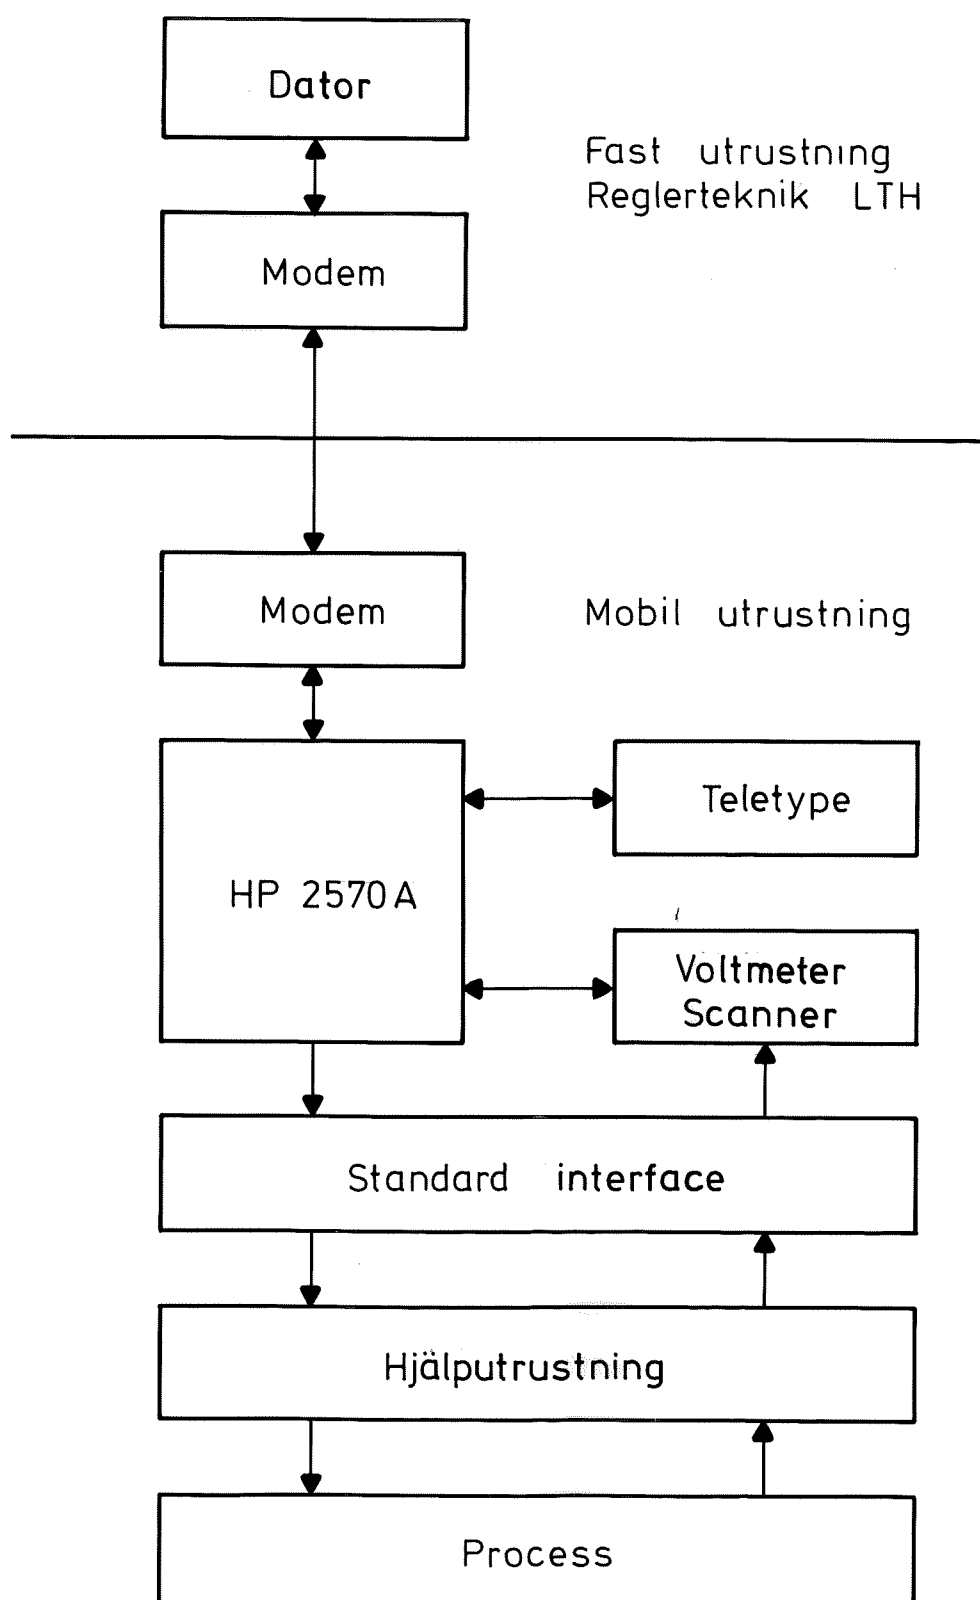 Dator
Fast utrustning
Reglerteknik LTH
Modem
Modem
Mobil utrustning
Teletype
HP 2570A
Voltmeter
Scanner
Standard interface
Hjälputrustning
Process